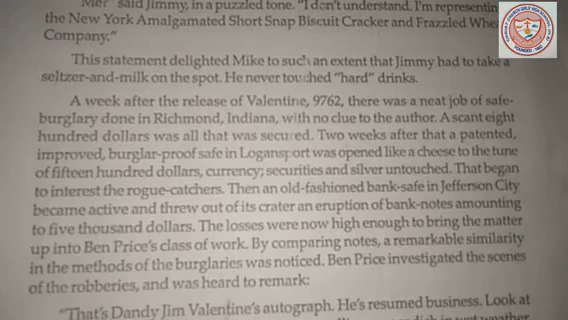 Me?" said Jimmy, in a puzzled tone. "I don't understand. I'm representin
the New York Amalgamated Short Snap Biscuit Cracker and Frazzled Whea
Company."
This statement delighted Mike to such an extent that Jimmy had to take a
seltzer-and-milk on the spot. He never touched "hard" drinks.
A week after the release of Valentine, 9762, there was a neat job of safe-
burglary done in Richmond, Indiana, with no clue to the author. A scant eight
hundred dollars was all that was secured. Two weeks after that a patented,
improved, burglar-proof safe in Logansport was opened like a cheese to the tune
of fifteen hundred dollars, currency; securities and silver untouched. That began
to interest the rogue-catchers. Then an old-fashioned bank-safe in Jefferson City
became active and threw out of its crater an eruption of bank-notes amounting
to five thousand dollars. The losses were now high enough to bring the matter
up into Ben Price's class of work. By comparing notes, a remarkable similarity
in the methods of the burglaries was noticed. Ben Price investigated the scenes
of the robberies, and was heard to remark:
"That's Dandy Jim Valentine's autograph. He's resumed business. Look at
weather